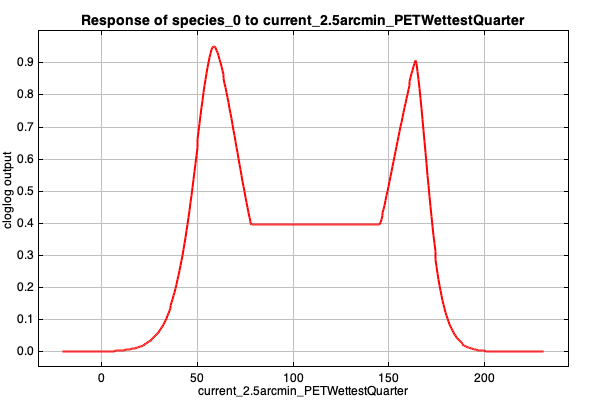 Response of species_0 to current_2.5arcmin_PETWettestQuarter
cloglog output
0.9
0.8
0.7
0.6
0.5
0.4
0.3
0.2
0.1
0.0
0 50 100 150 200
current_2.5arcmin_PETWettestQuarter